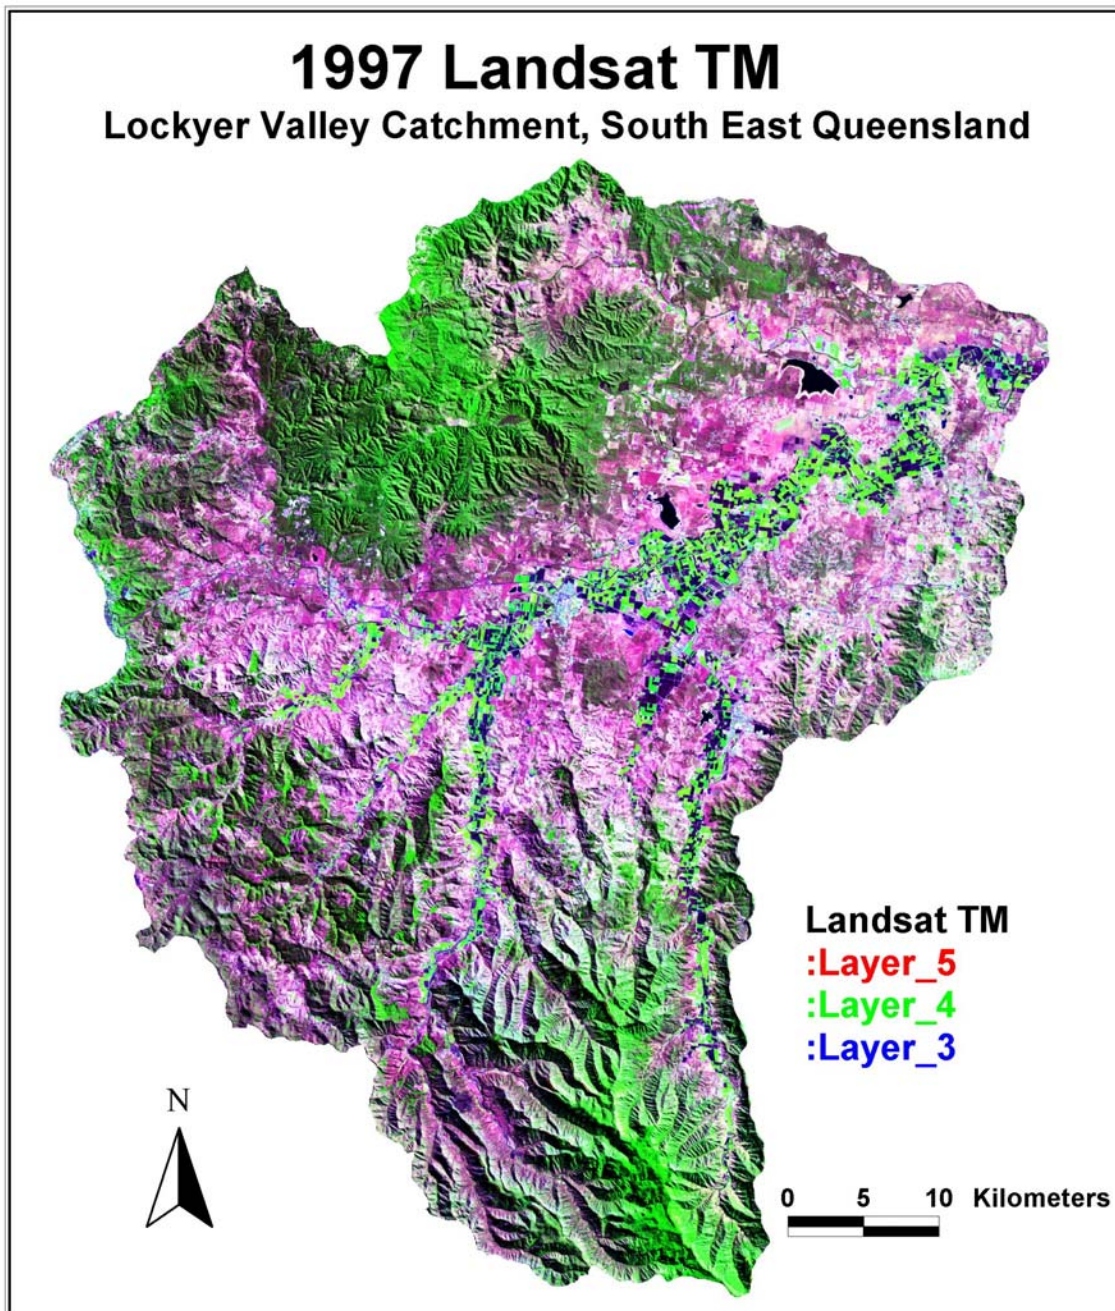 1997 Landsat TM
Lockyer Valley Catchment, South East Queensland
Landsat TM
:Layer_5
:Layer_4
:Layer_3
N
0 5 10 Kilometers